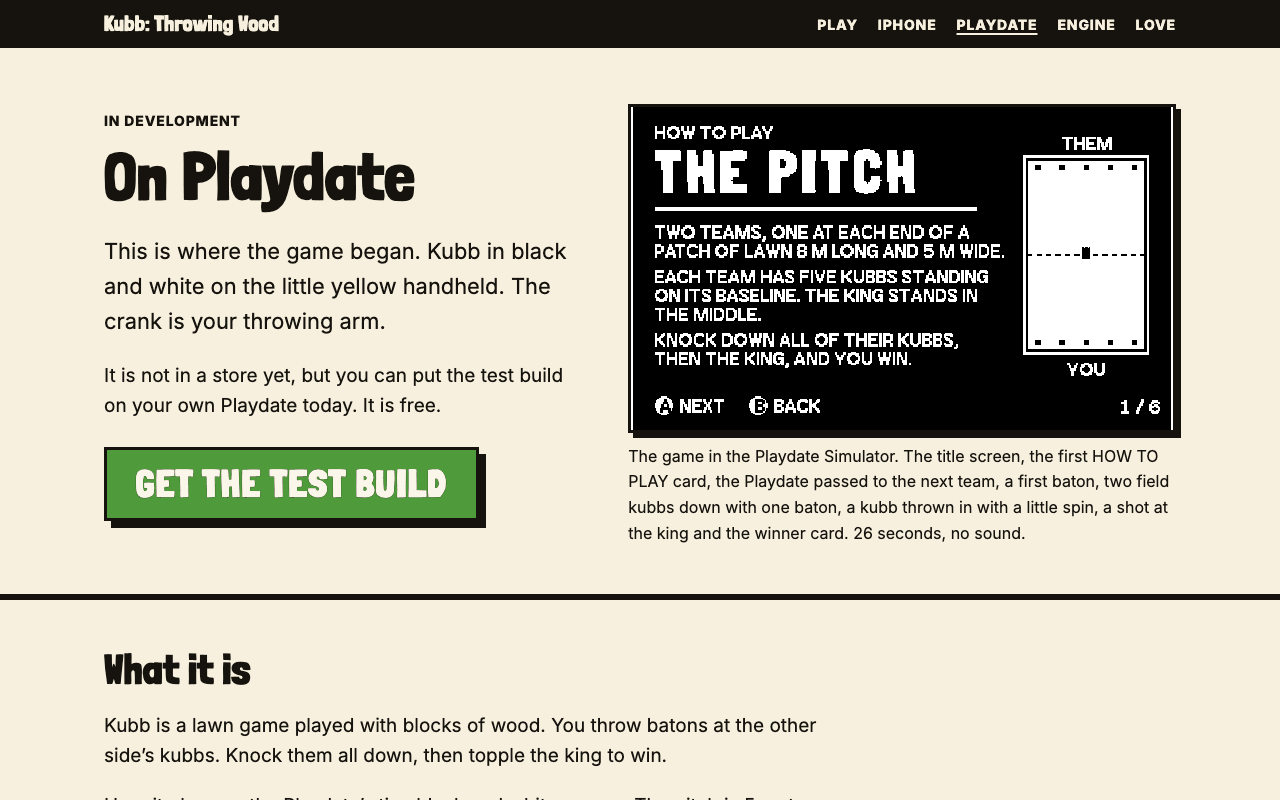 Kubb: Throwing Wood
PLAY IPHONE PLAYDATE ENGINE LOVE
IN DEVELOPMENT
On Playdate
This is where the game began. Kubb in black
and white on the little yellow handheld. The
crank is your throwing arm.
It is not in a store yet, but you can put the test build
on your own Playdate today. It is free.
GET THE TEST BUILD
HOW TO PLAY
THE PITCH
TWO TEAMS, ONE AT EACH END OF A
PATCH OF LAWN 8 M LONG AND 5 M WIDE.
EACH TEAM HAS FIVE KUBBS STANDING
ON ITS BASELINE. THE KING STANDS IN
THE MIDDLE.
KNOCK DOWN ALL OF THEIR KUBBS,
THEN THE KING, AND YOU WIN.
A NEXT B BACK
THEM
YOU
1 / 6
The game in the Playdate Simulator. The title screen, the first HOW TO
PLAY card, the Playdate passed to the next team, a first baton, two field
kubbs down with one baton, a kubb thrown in with a little spin, a shot at
the king and the winner card. 26 seconds, no sound.
What it is
Kubb is a lawn game played with blocks of wood. You throw batons at the other
side’s kubbs. Knock them all down, then topple the king to win.